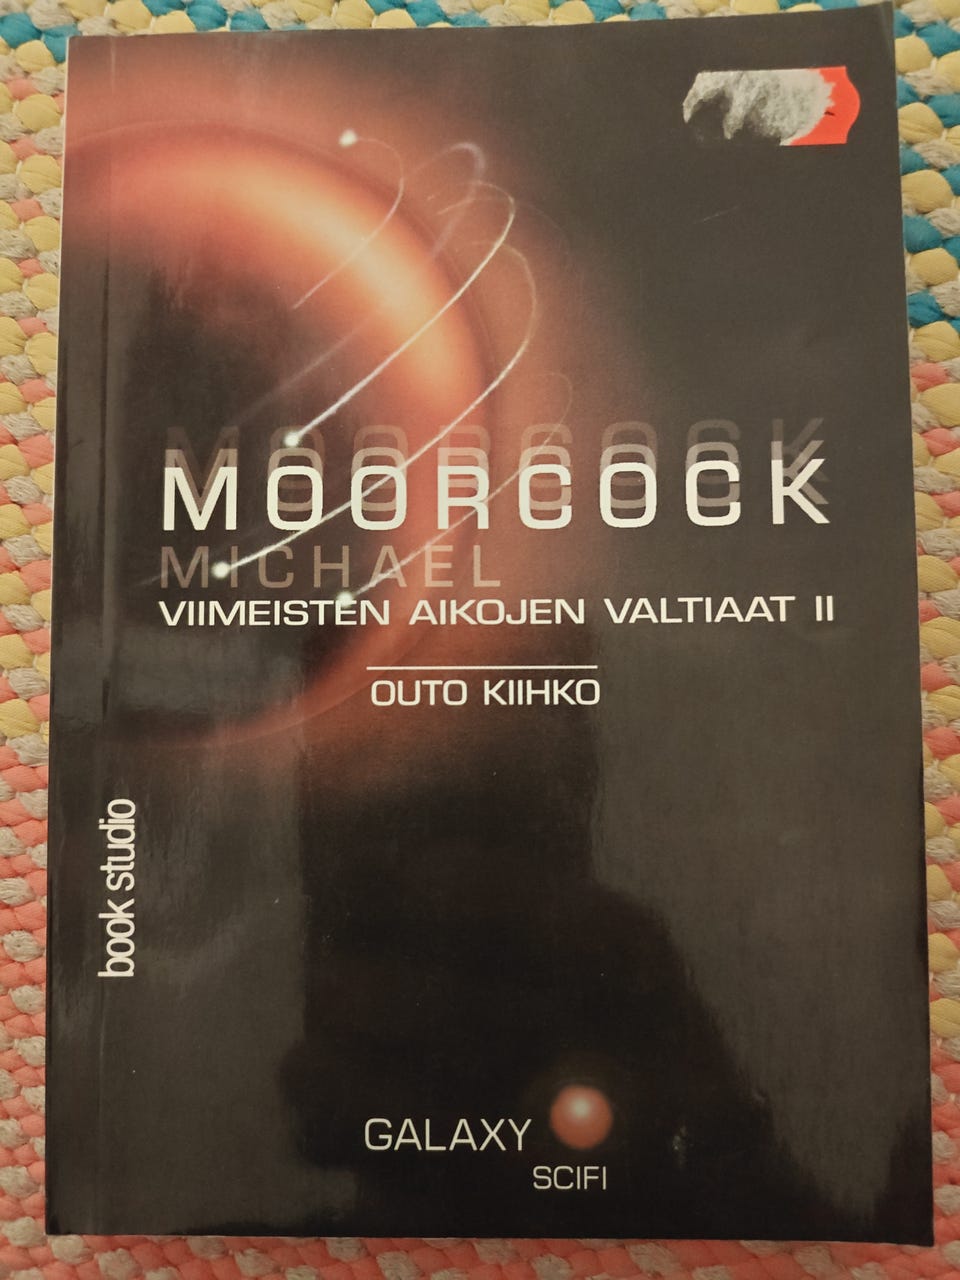 MOORCOCK
MICHAEL
VIIMEISTEN AIKOJEN VALTIAAT II
OUTO KIIHKO
book studio
GALAXY
SCIFI